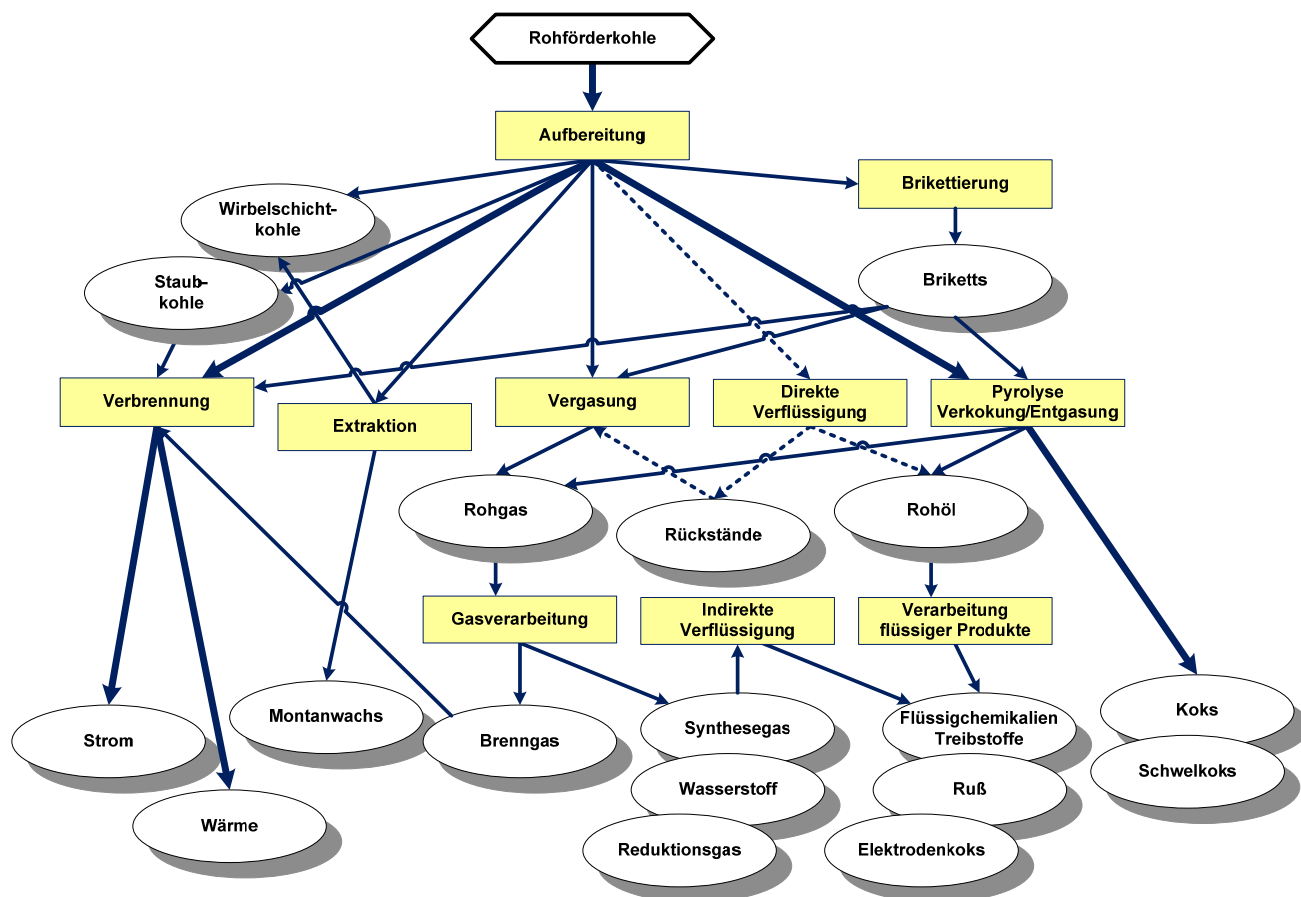 Rohförderkohle
Aufbereitung
Brikettierung
Wirbelschicht-
kohle
Staub-
kohle
Briketts
Verbrennung
Extraktion
Vergasung
Direkte
Verflüssigung
Pyrolyse
Verkokung/Entgasung
Rohgas
Rückstände
Rohöl
Gasverarbeitung
Indirekte
Verflüssigung
Verarbeitung
flüssiger Produkte
Strom
Montanwachs
Brenngas
Synthesegas
Flüssigchemikalien
Treibstoffe
Koks
Schwelkoks
Wasserstoff
Ruß
Wärme
Reduktionsgas
Elektrodenkoks